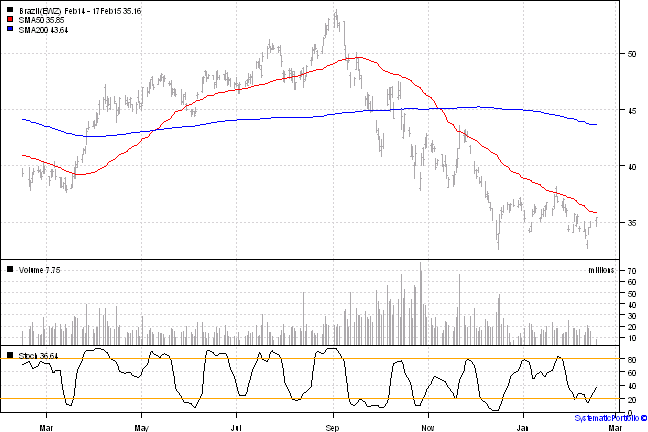 Brazil(EWZ) Feb14 - 17Feb15 35.16
SMA50 35.85
SMA200 43.64
50
45
40
35
Volume 7.75
millions
70
60
50
40
30
20
10
Stoch 36.64
80
60
40
20
0
Mar
May
Jul
Sep
Nov
Jan
Mar
SystematicPortfolio ©